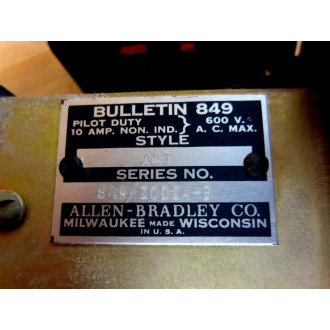 BULLETIN 849
PILOT DUTY
10 AMP. NON. IND.
} 600 V.
A. C. MAX.
STYLE
SERIES NO.
ALLEN-BRADLEY CO.
MILWAUKEE MADE WISCONSIN
IN U.S.A.